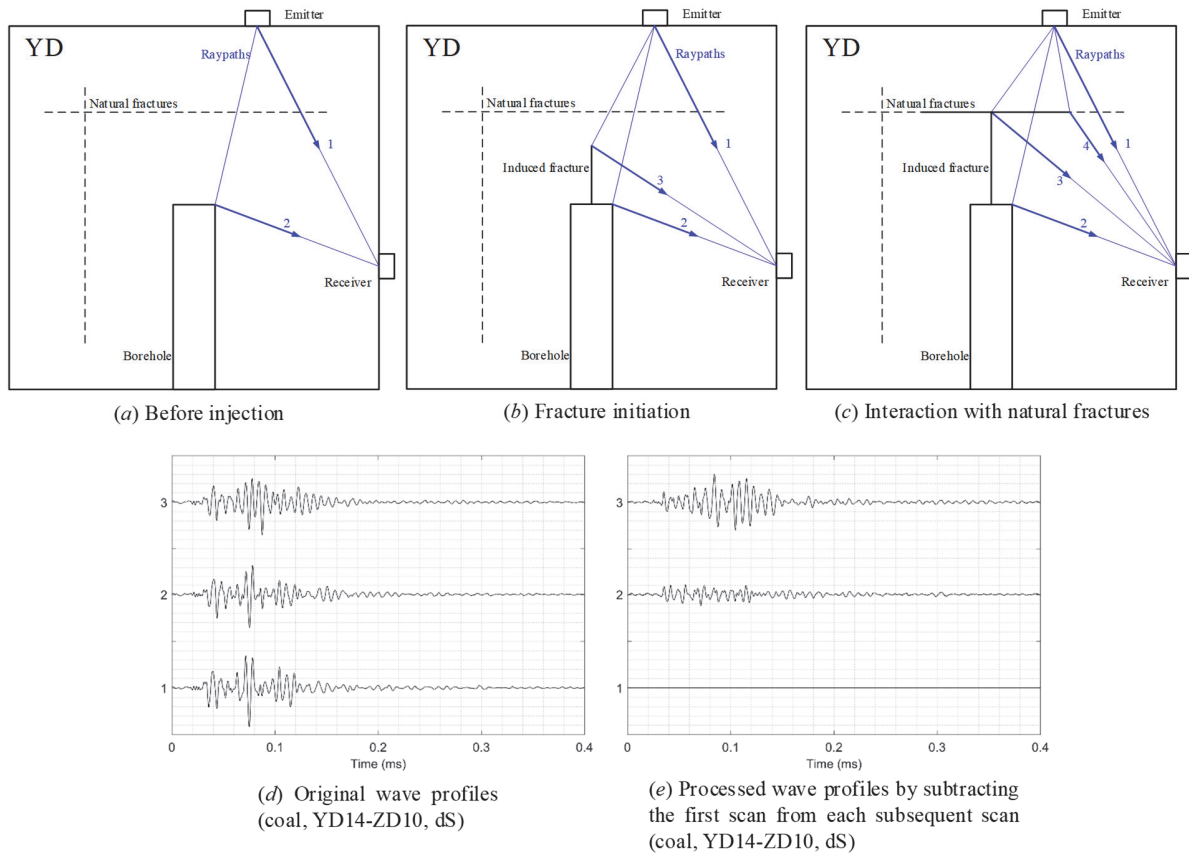 Emitter
YD
Raypaths
Natural fractures
1
2
Receiver
Borehole
(a) Before injection
Emitter
YD
Raypaths
Natural fractures
1
Induced fracture
3
2
Receiver
Borehole
(b) Fracture initiation
Emitter
YD
Raypaths
Natural fractures
4
1
Induced fracture
3
2
Receiver
Borehole
(c) Interaction with natural fractures
3
2
1
0
0.1
0.2
0.3
0.4
Time (ms)
(d) Original wave profiles
(coal, YD14-ZD10, dS)
3
2
1
0
0.1
0.2
0.3
0.4
Time (ms)
(e) Processed wave profiles by subtracting
the first scan from each subsequent scan
(coal, YD14-ZD10, dS)